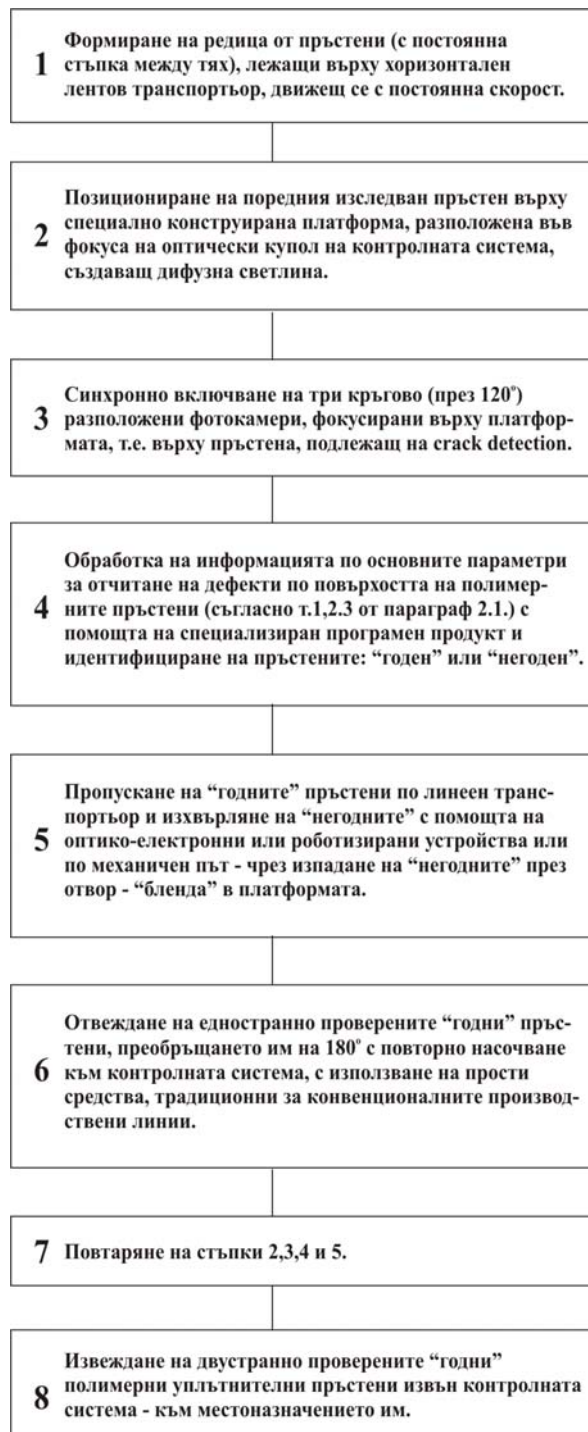 1 Формиране на редица от пръстени (с постоянна
стъпка между тях), лежащи върху хоризонтален
лентов транспортьор, движещ се с постоянна скорост.
2 Позициониране на поредния изследван пръстен върху
специално конструирана платформа, разположена във
фокуса на оптически купол на контролната система,
създаващ дифузна светлина.
3 Синхронно включване на три кръгово (през 120°)
разположени фотокамери, фокусирани върху платфор-
мата, т.е. върху пръстена, подлежащ на crack detection.
4 Обработка на информацията по основните параметри
за отчитане на дефекти по повърхостта на полимер-
ните пръстени (съгласно т.1,2.3 от параграф 2.1.) с
помощта на специализиран програмен продукт и
идентифициране на пръстените: “годен” или “негоден”.
5 Пропускане на “годните” пръстени по линеен транс-
портьор и изхвърляне на “негодните” с помощта на
оптико-електронни или роботизирани устройства или
по механичен път - чрез изпадане на “негодните” през
отвор - “бленда” в платформата.
6 Отвеждане на едностранно проверените “годни” пръс-
тени, преобръщането им на 180° с повторно насочване
към контролната система, с използване на прости
средства, традиционни за конвенционалните производ-
ствени линии.
7 Повтаряне на стъпки 2,3,4 и 5.
8 Извеждане на двустранно проверените “годни”
полимерни уплътнителни пръстени извън контролната
система - към местоназначението им.